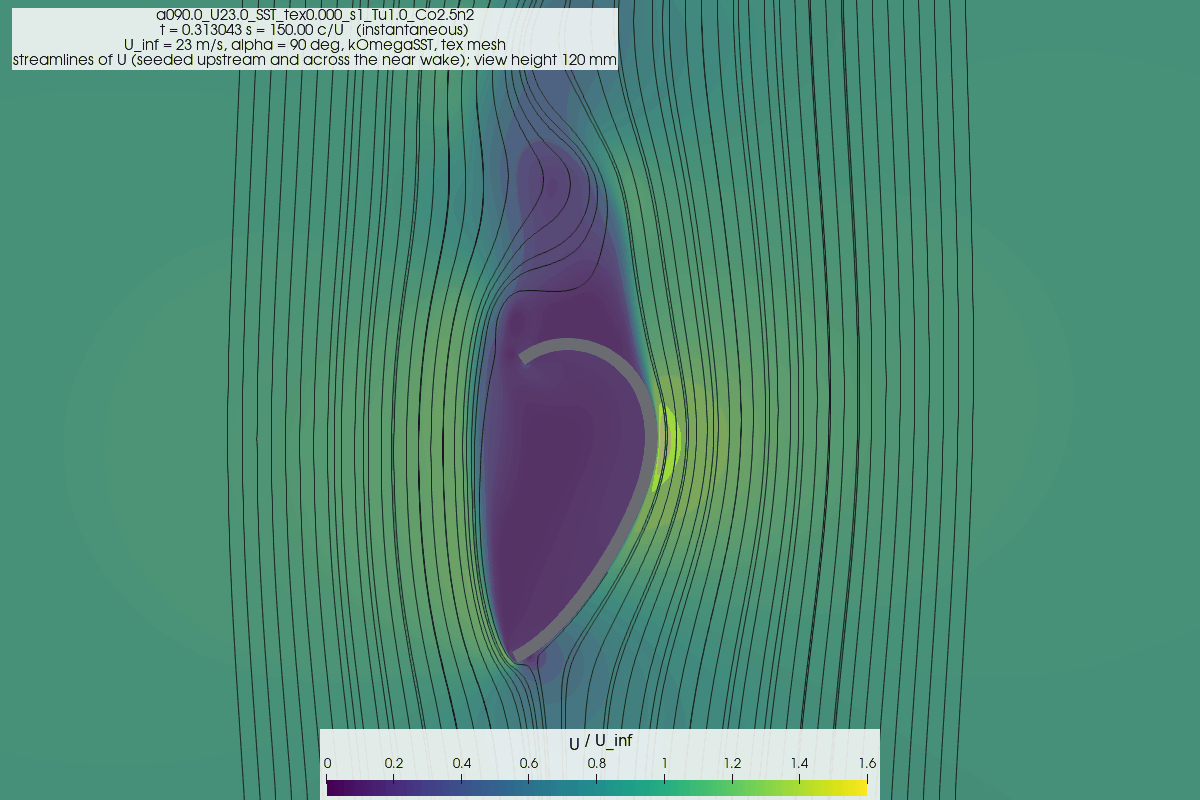 a090.0_U23.0_SST_tex0.000_s1_Tu1.0_Co2.5n2
t = 0.313043 s = 150.00 c/U (instantaneous)
U_inf = 23 m/s, alpha = 90 deg, kOmegaSST, tex mesh
streamlines of U (seeded upstream and across the near wake); view height 120 mm
U / U_inf
0 0.2 0.4 0.6 0.8 1 1.2 1.4 1.6